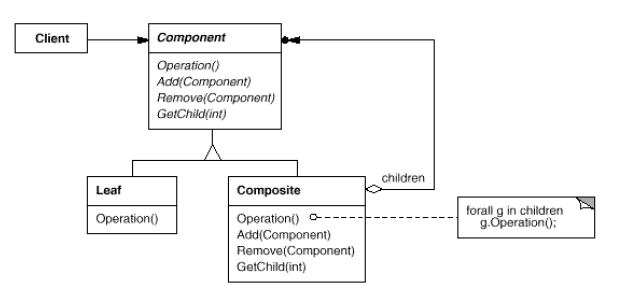 Client
Component
Operation()
Add(Component)
Remove(Component)
GetChild(int)
children
Leaf
Operation()
Composite
Operation()
Add(Component)
Remove(Component)
GetChild(int)
forall g in children
g.Operation();